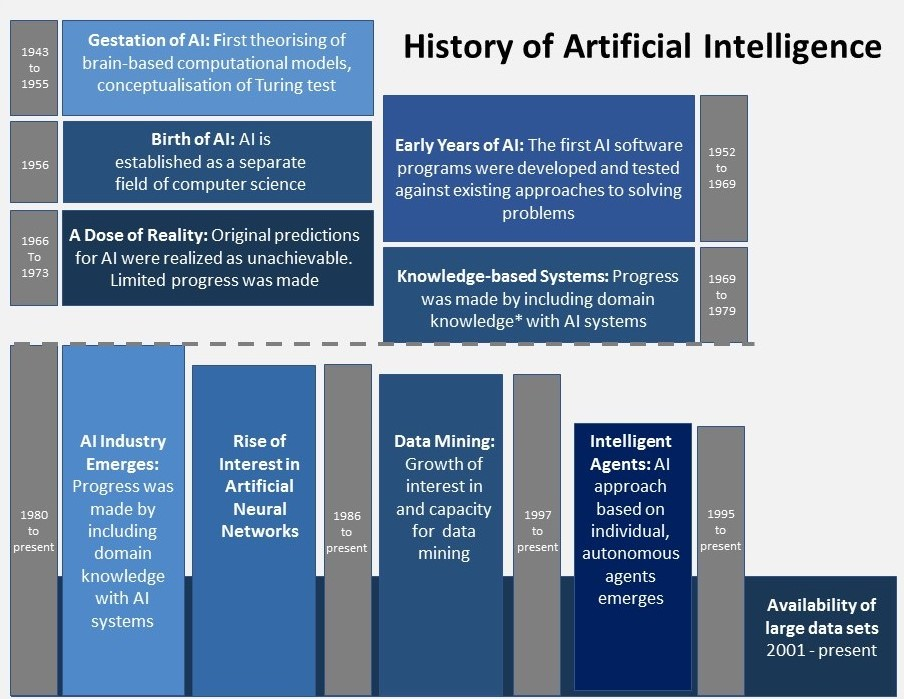 History of Artificial Intelligence
1943
to
1955
Gestation of AI: First theorising of
brain-based computational models,
conceptualisation of Turing test
1956
Birth of AI: AI is
established as a separate
field of computer science
1966
To
1973
A Dose of Reality: Original predictions
for AI were realized as unachievable.
Limited progress was made
Early Years of AI: The first AI software
programs were developed and tested
against existing approaches to solving
problems
1952
to
1969
Knowledge-based Systems: Progress
was made by including domain
knowledge* with AI systems
1969
to
1979
1980
to
present
AI Industry
Emerges:
Progress was
made by
including
domain
knowledge
with AI
systems
Rise of
Interest in
Artificial
Neural
Networks
1986
to
present
Data Mining:
Growth of
interest in
and capacity
for data
mining
1997
to
present
Intelligent
Agents: AI
approach
based on
individual,
autonomous
agents
emerges
1995
to
present
Availability of
large data sets
2001 - present